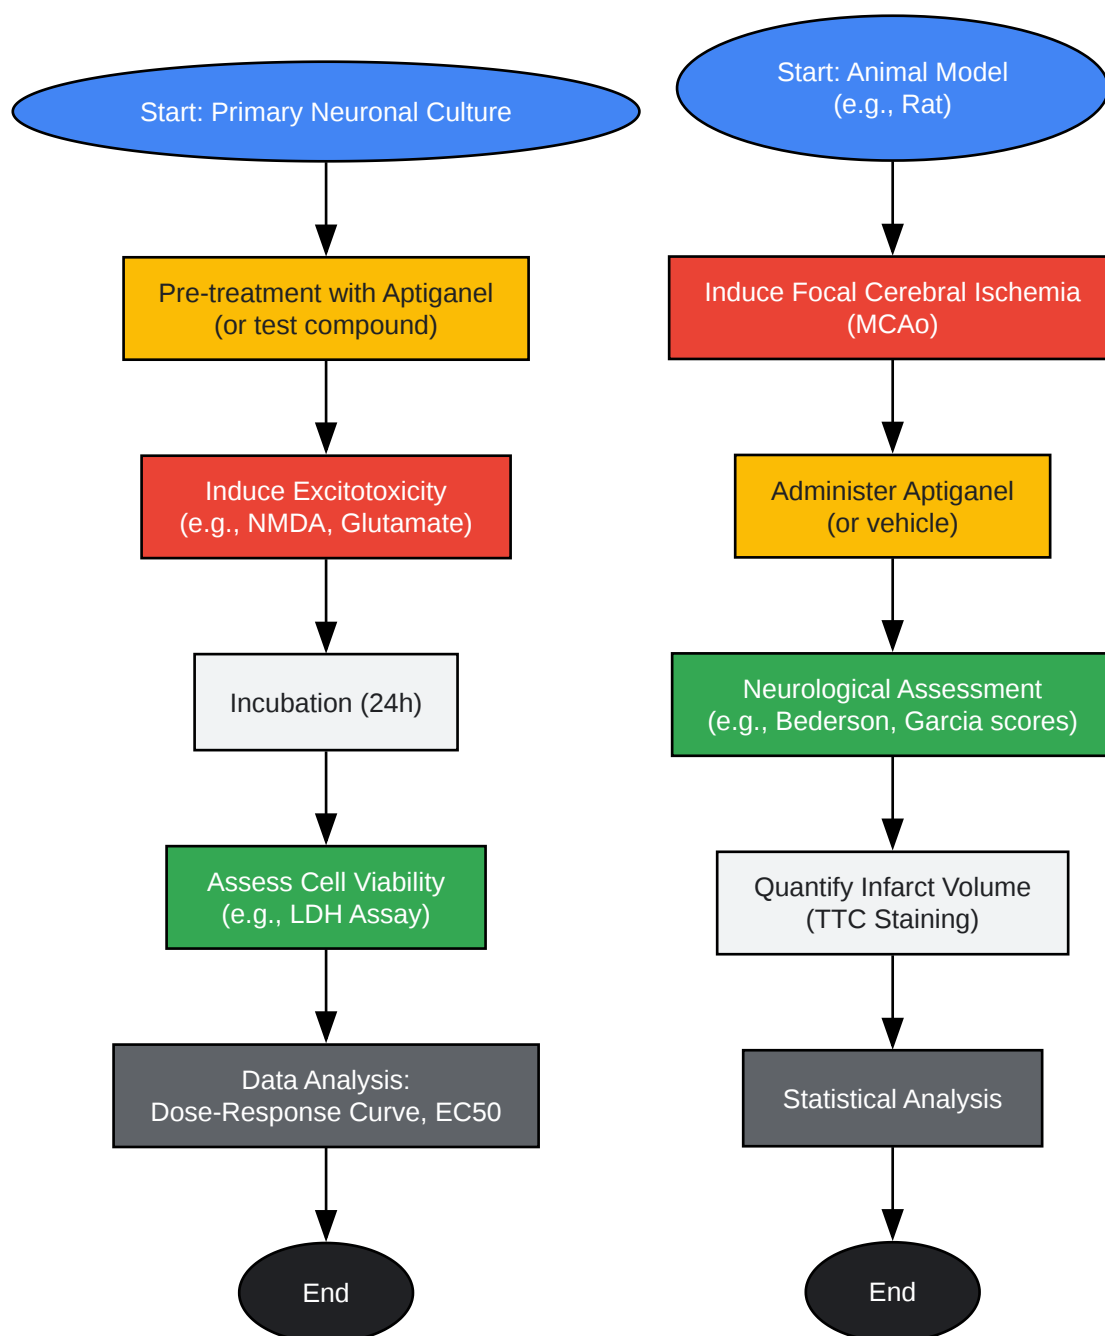 Start: Primary Neuronal Culture
Pre-treatment with Aptiganel
(or test compound)
Induce Excitotoxicity
(e.g., NMDA, Glutamate)
Incubation (24h)
Assess Cell Viability
(e.g., LDH Assay)
Data Analysis:
Dose-Response Curve, EC50
End
Start: Animal Model
(e.g., Rat)
Induce Focal Cerebral Ischemia
(MCAo)
Administer Aptiganel
(or vehicle)
Neurological Assessment
(e.g., Bederson, Garcia scores)
Quantify Infarct Volume
(TTC Staining)
Statistical Analysis
End